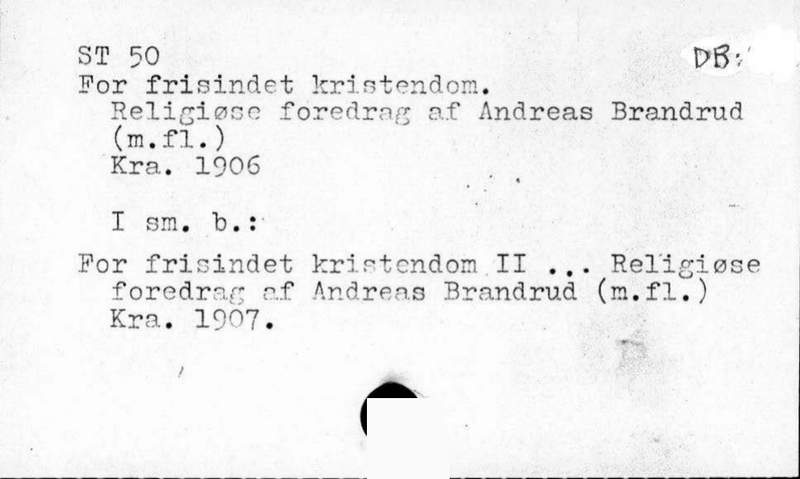 ST 50 DB:
For frisindet kristendom.
Religiøse foredrag af Andreas Brandrud
(m.fl.)
Kra. 1906
I sm. b.:
For frisindet kristendom II ... Religiøse
foredrag af Andreas Brandrud (m.fl.)
Kra. 1907.